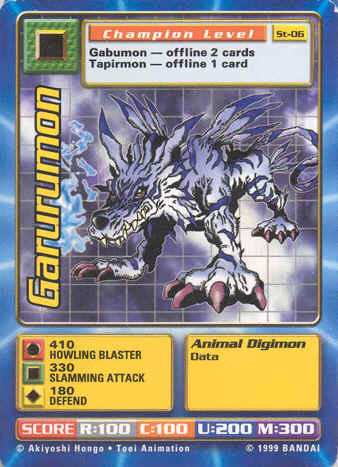 Champion Level
St-06
Gabumon — offline 2 cards
Tapirmon — offline 1 card
Garurumon
410
HOWLING BLASTER
330
SLAMMING ATTACK
180
DEFEND
Animal Digimon
Data
SCORE R:100 C:100 U:200 M:300
© Akiyoshi Hongo • Toei Animation
© 1999 BANDAI